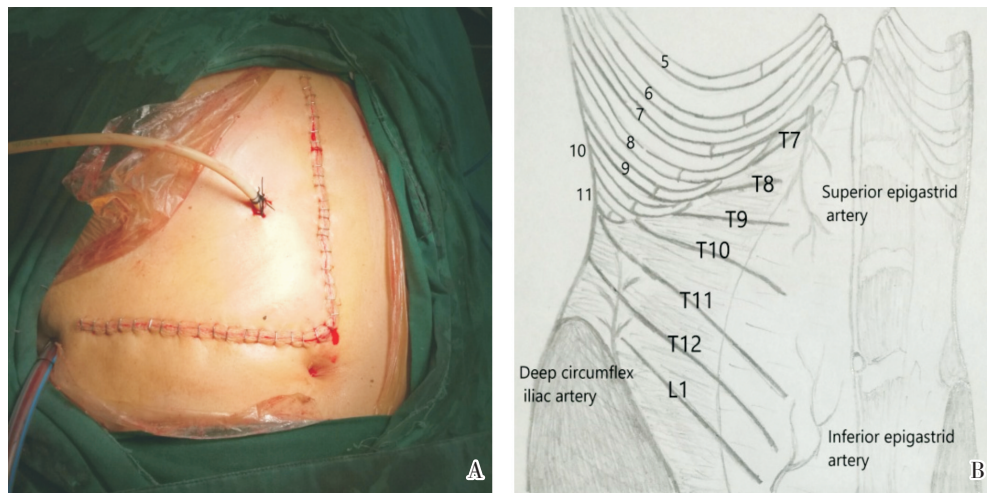 A
5
6
7
8
9
10
11
T7
T8
T9
T10
T11
T12
L1
Superior epigastrid
artery
Deep circumflex
iliac artery
Inferior epigastrid
artery
B